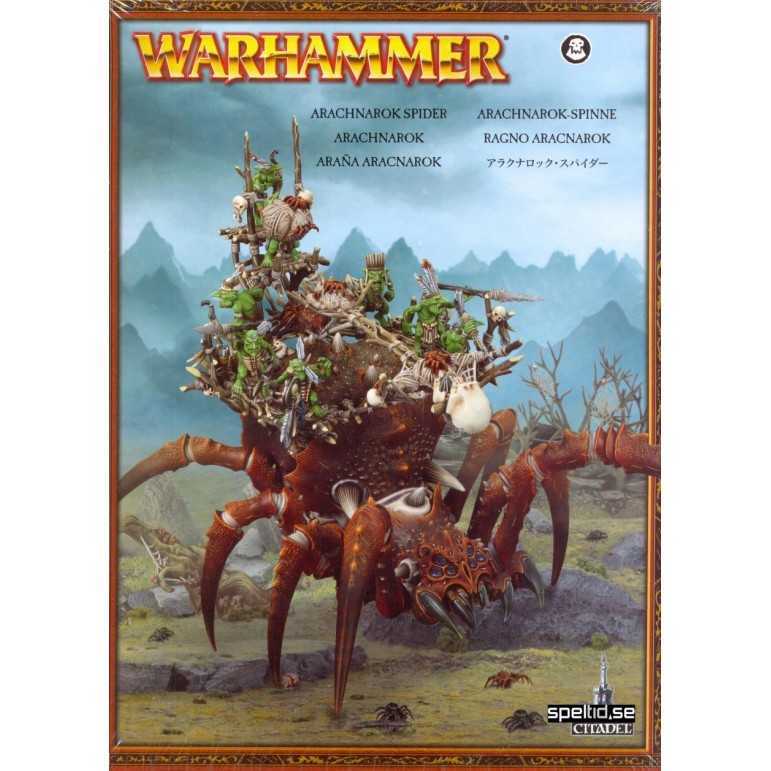 WARHAMMER®
ARACHNAROK SPIDER
ARACHNAROK
ARAÑA ARACNAROK
ARACHNAROK-SPINNE
RAGNO ARACNAROK
アラクナロック・スパイダー
speltid.se
CITADEL